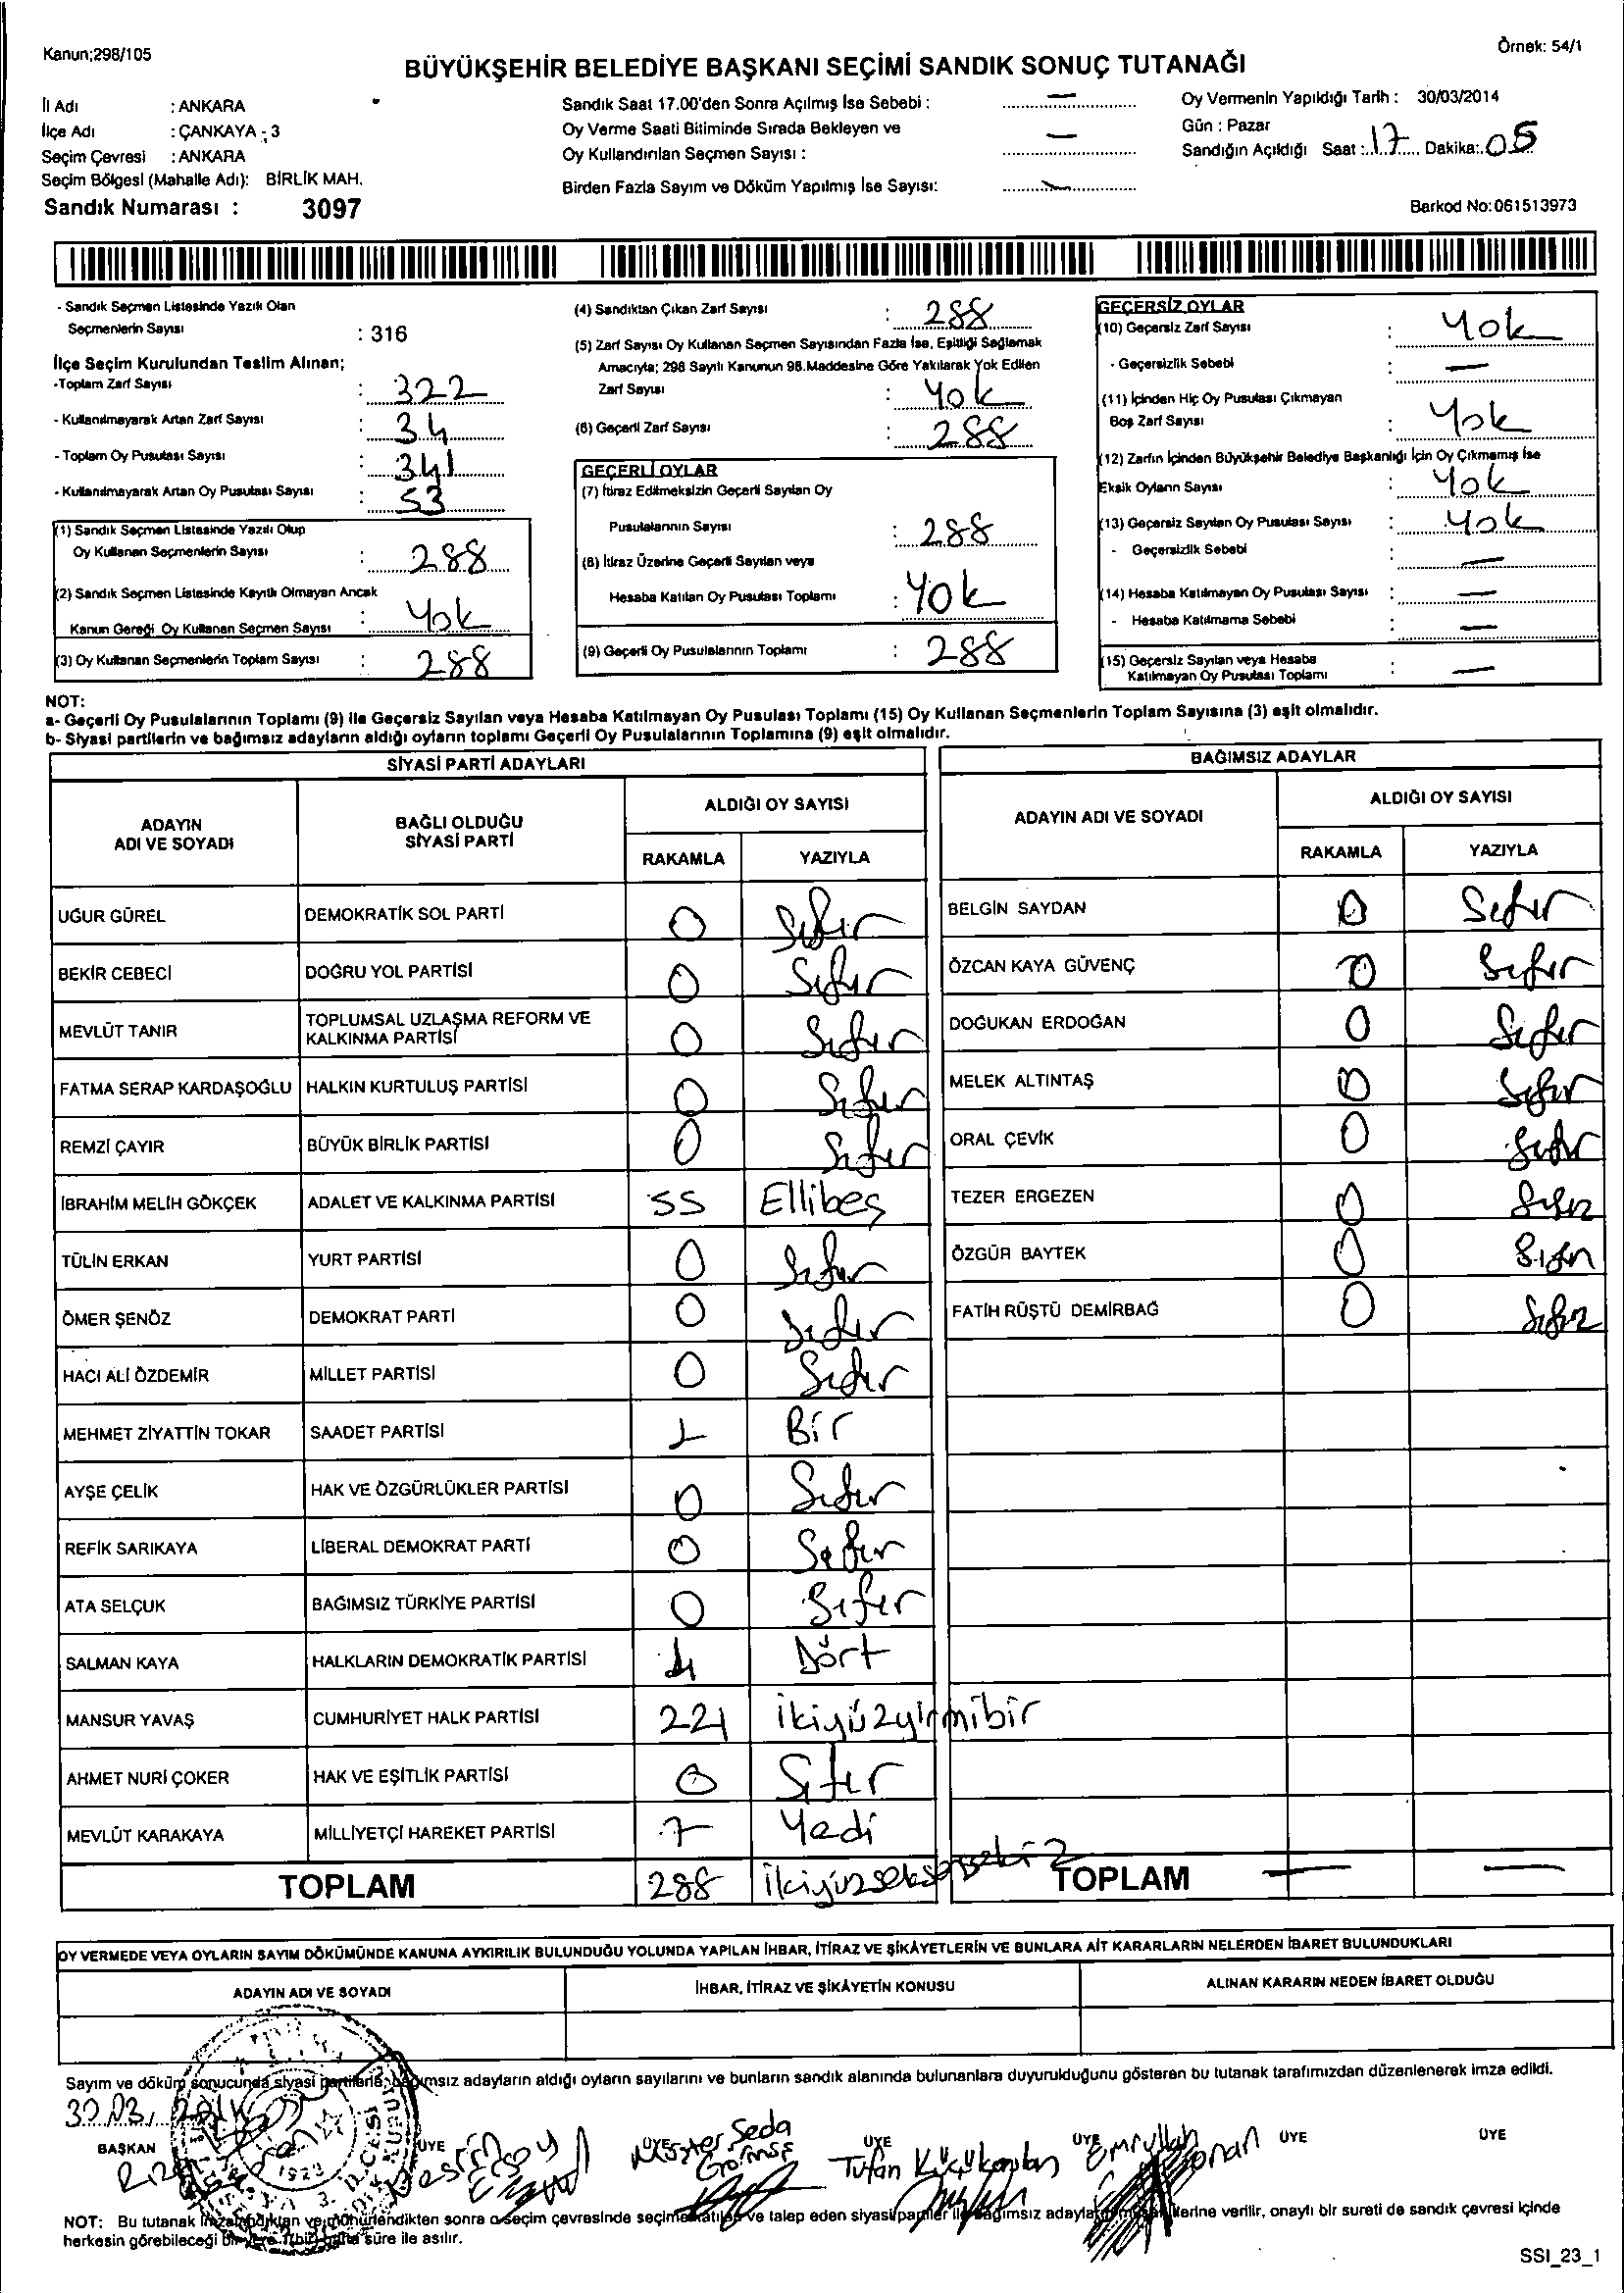 Kanun;298/105
Örnek: 54/1
BÜYÜKŞEHİR BELEDİYE BAŞKANI SEÇİMİ SANDIK SONUÇ TUTANAĞI
İl Adı : ANKARA
İlçe Adı : ÇANKAYA - 3
Seçim Çevresi : ANKARA
Seçim Bölgesi (Mahalle Adı): BİRLİK MAH.
Sandık Numarası : 3097
Sandık Saat 17.00'den Sonra Açılmış İse Sebebi : —
Oy Verme Saati Bitiminde Sırada Bekleyen ve
Oy Kullandırılan Seçmen Sayısı : —
Birden Fazla Sayım ve Döküm Yapılmış İse Sayısı: —
Oy Vermenin Yapıldığı Tarih : 30/03/2014
Gün : Pazar
Sandığın Açıldığı Saat : 17 Dakika: 05
Barkod No:061513973
- Sandık Seçmen Listesinde Yazılı Olan
Seçmenlerin Sayısı : 316
İlçe Seçim Kurulundan Teslim Alınan;
-Toplam Zarf Sayısı : 322
- Kullanılmayarak Artan Zarf Sayısı : 34
- Toplam Oy Pusulası Sayısı : 341
- Kullanılmayarak Artan Oy Pusulası Sayısı : 53
(1) Sandık Seçmen Listesinde Yazılı Olup
Oy Kullanan Seçmenlerin Sayısı : 288
(2) Sandık Seçmen Listesinde Kayıtlı Olmayan Ancak
Kanun Gereği Oy Kullanan Seçmen Sayısı : Yok
(3) Oy Kullanan Seçmenlerin Toplam Sayısı : 288
(4) Sandıktan Çıkan Zarf Sayısı : 288
(5) Zarf Sayısı Oy Kullanan Seçmen Sayısından Fazla İse, Eşitliği Sağlamak
Amacıyla; 298 Sayılı Kanunun 98.Maddesine Göre Yakılarak Yok Edilen
Zarf Sayısı : Yok
(6) Geçerli Zarf Sayısı : 288
GEÇERLİ OYLAR
(7) İtiraz Edilmeksizin Geçerli Sayılan Oy
Pusulalarının Sayısı : 288
(8) İtiraz Üzerine Geçerli Sayılan veya
Hesaba Katılan Oy Pusulası Toplamı : Yok
(9) Geçerli Oy Pusulalarının Toplamı : 288
GEÇERSİZ OYLAR
(10) Geçersiz Zarf Sayısı : Yok
- Geçersizlik Sebebi : —
(11) İçinden Hiç Oy Pusulası Çıkmayan
Boş Zarf Sayısı : Yok
(12) Zarfın İçinden Büyükşehir Belediye Başkanlığı İçin Oy Çıkmamış İse
Eksik Oyların Sayısı : Yok
(13) Geçersiz Sayılan Oy Pusulası Sayısı : Yok
- Geçersizlik Sebebi : —
(14) Hesaba Katılmayan Oy Pusulası Sayısı : —
- Hesaba Katılmama Sebebi : —
(15) Geçersiz Sayılan veya Hesaba
Katılmayan Oy Pusulası Toplamı : —
NOT:
a- Geçerli Oy Pusulalarının Toplamı (9) ile Geçersiz Sayılan veya Hesaba Katılmayan Oy Pusulası Toplamı (15) Oy Kullanan Seçmenlerin Toplam Sayısına (3) eşit olmalıdır.
b- Siyasi partilerin ve bağımsız adayların aldığı oyların toplamı Geçerli Oy Pusulalarının Toplamına (9) eşit olmalıdır.
SİYASİ PARTİ ADAYLARI
ADAYIN
ADI VE SOYADI
BAĞLI OLDUĞU
SİYASİ PARTİ
ALDIĞI OY SAYISI
RAKAMLA YAZIYLA
UĞUR GÜREL DEMOKRATİK SOL PARTİ 0 Sıfır
BEKİR CEBECİ DOĞRU YOL PARTİSİ 0 Sıfır
MEVLÜT TANIR TOPLUMSAL UZLAŞMA REFORM VE
KALKINMA PARTİSİ 0 Sıfır
FATMA SERAP KARDAŞOĞLU HALKIN KURTULUŞ PARTİSİ 0 Sıfır
REMZİ ÇAYIR BÜYÜK BİRLİK PARTİSİ 0 Sıfır
İBRAHİM MELİH GÖKÇEK ADALET VE KALKINMA PARTİSİ 55 Ellibeş
TÜLİN ERKAN YURT PARTİSİ 0 Sıfır
ÖMER ŞENÖZ DEMOKRAT PARTİ 0 Sıfır
HACI ALİ ÖZDEMİR MİLLET PARTİSİ 0 Sıfır
MEHMET ZİYATTİN TOKAR SAADET PARTİSİ 1 Bir
AYŞE ÇELİK HAK VE ÖZGÜRLÜKLER PARTİSİ 0 Sıfır
REFİK SARIKAYA LİBERAL DEMOKRAT PARTİ 0 Sıfır
ATA SELÇUK BAĞIMSIZ TÜRKİYE PARTİSİ 0 Sıfır
SALMAN KAYA HALKLARIN DEMOKRATİK PARTİSİ 4 Dört
MANSUR YAVAŞ CUMHURİYET HALK PARTİSİ 221 ikiyüzyirmibir
AHMET NURİ ÇOKER HAK VE EŞİTLİK PARTİSİ 0 Sıfır
MEVLÜT KARAKAYA MİLLİYETÇİ HAREKET PARTİSİ 7 Yedi
TOPLAM 288 ikiyüzseksensekiz
BAĞIMSIZ ADAYLAR
ADAYIN ADI VE SOYADI
ALDIĞI OY SAYISI
RAKAMLA YAZIYLA
BELGİN SAYDAN 0 Sıfır
ÖZCAN KAYA GÜVENÇ 0 Sıfır
DOĞUKAN ERDOĞAN 0 Sıfır
MELEK ALTINTAŞ 0 Sıfır
ORAL ÇEVİK 0 Sıfır
TEZER ERGEZEN 0 Sıfır
ÖZGÜR BAYTEK 0 Sıfır
FATİH RÜŞTÜ DEMİRBAĞ 0 Sıfır
TOPLAM — —
OY VERMEDE VEYA OYLARIN SAYIM DÖKÜMÜNDE KANUNA AYKIRILIK BULUNDUĞU YOLUNDA YAPILAN İHBAR, İTİRAZ VE ŞİKÂYETLERİN VE BUNLARA AİT KARARLARIN NELERDEN İBARET BULUNDUKLARI
ADAYIN ADI VE SOYADI İHBAR, İTİRAZ VE ŞİKÂYETİN KONUSU ALINAN KARARIN NEDEN İBARET OLDUĞU
Sayım ve döküm sonucunda siyasi partilerle, bağımsız adayların aldığı oyların sayılarını ve bunların sandık alanında bulunanlara duyurulduğunu gösteren bu tutanak tarafımızdan düzenlenerek imza edildi.
30.03.2014
BAŞKAN ÜYE ÜYE ÜYE ÜYE ÜYE ÜYE
Seda
Tufan Küçükkaplan
Emrullah
1923
NOT: Bu tutanak imzalandıktan ve mühürlendikten sonra o seçim çevresinde seçime katılan ve talep eden siyasi partiler ile bağımsız adayların müşahitlerine verilir, onaylı bir sureti de sandık çevresi içinde
herkesin görebileceği bir yere 1(bir) hafta süre ile asılır.
SSI_23_1